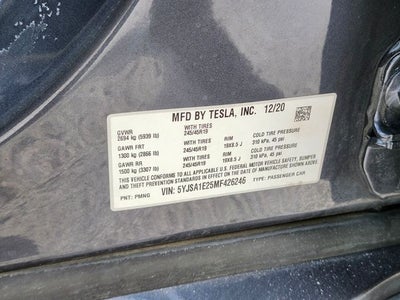 MFD BY TESLA, INC. 12/20
GVWR
2694 kg (5939 lb) WITH TIRES 245/45R19
GAWR FRT WITH TIRES RIM COLD TIRE PRESSURE
1300 kg (2866 lb) 245/45R19 19X8.5 J 310 kPa, 45 psi
GAWR RR WITH TIRES RIM COLD TIRE PRESSURE
1500 kg (3307 lb) 245/45R19 19X8.5 J 310 kPa, 45 psi
THIS VEHICLE CONFORMS TO ALL APPLICABLE FEDERAL MOTOR VEHICLE SAFETY, BUMPER
AND THEFT PREVENTION STANDARDS IN EFFECT ON THE DATE OF MANUFACTURE SHOWN ABOVE
VIN: 5YJSA1E25MF426246 TYPE: PASSENGER CAR
PNT: PMNG